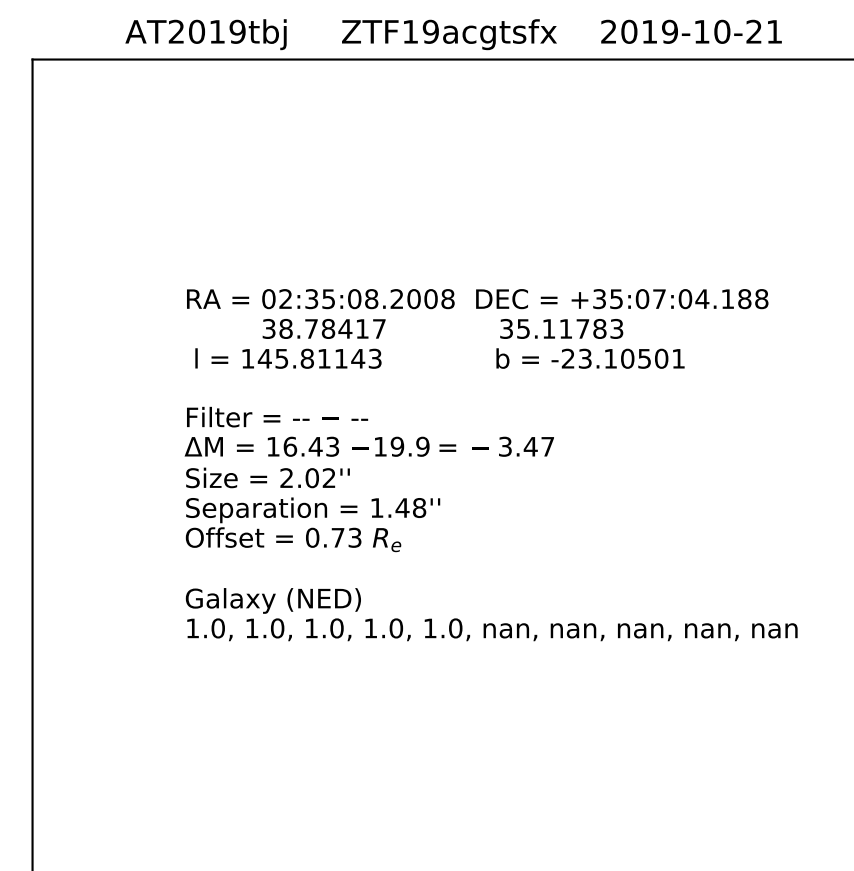 AT2019tbj ZTF19acgtsfx 2019-10-21
RA = 02:35:08.2008 DEC = +35:07:04.188
38.78417 35.11783
l = 145.81143 b = -23.10501
Filter = -- − --
ΔM = 16.43 −19.9 = − 3.47
Size = 2.02''
Separation = 1.48''
Offset = 0.73 Rₑ
Galaxy (NED)
1.0, 1.0, 1.0, 1.0, 1.0, nan, nan, nan, nan, nan